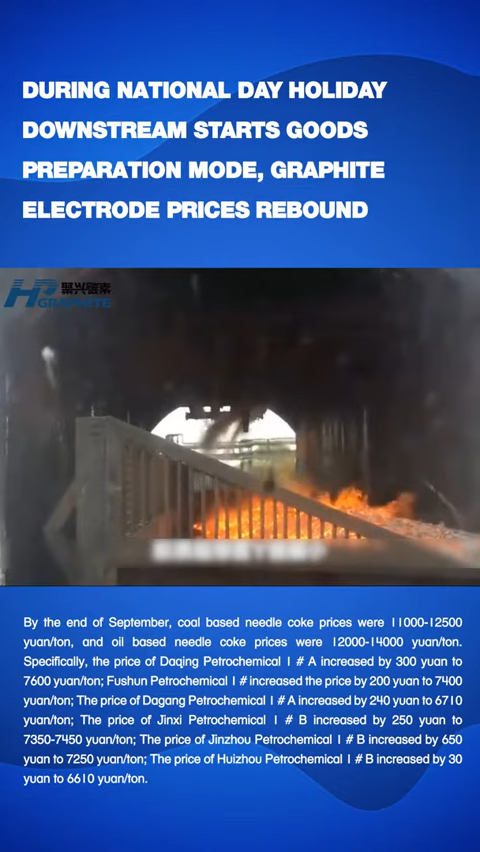 DURING NATIONAL DAY HOLIDAY
DOWNSTREAM STARTS GOODS
PREPARATION MODE, GRAPHITE
ELECTRODE PRICES REBOUND
HP 聚兴碳素
GRAPHITE
By the end of September, coal based needle coke prices were 11000-12500
yuan/ton, and oil based needle coke prices were 12000-14000 yuan/ton.
Specifically, the price of Daqing Petrochemical 1 # A increased by 300 yuan to
7600 yuan/ton; Fushun Petrochemical 1 # increased the price by 200 yuan to 7400
yuan/ton; The price of Dagang Petrochemical 1 # A increased by 240 yuan to 6710
yuan/ton; The price of Jinxi Petrochemical 1 # B increased by 250 yuan to
7350-7450 yuan/ton; The price of Jinzhou Petrochemical 1 # B increased by 650
yuan to 7250 yuan/ton; The price of Huizhou Petrochemical 1 # B increased by 30
yuan to 6610 yuan/ton.